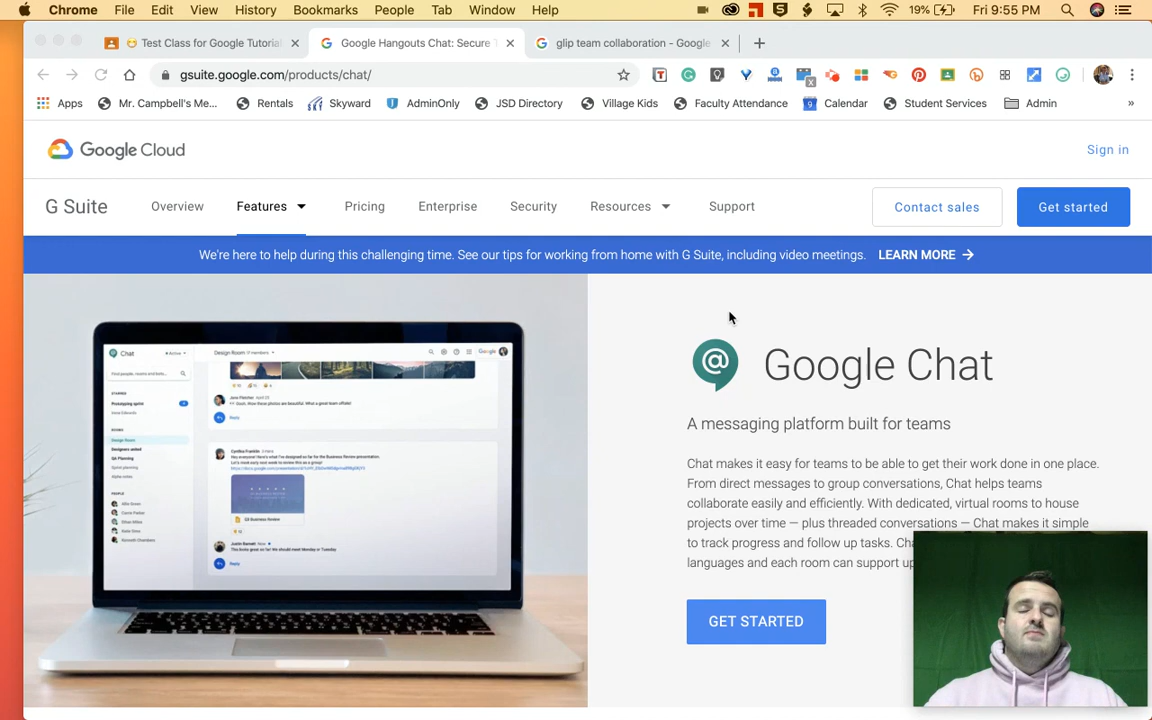 Chrome File Edit View History Bookmarks People Tab Window Help 19% Fri 9:55 PM
Test Class for Google Tutorial Google Hangouts Chat: Secure T glip team collaboration - Google
gsuite.google.com/products/chat/
Apps Mr. Campbell's Me... Rentals Skyward AdminOnly JSD Directory Village Kids Faculty Attendance 9 Calendar Student Services Admin »
Google Cloud
Sign in
G Suite Overview Features Pricing Enterprise Security Resources Support Contact sales Get started
We're here to help during this challenging time. See our tips for working from home with G Suite, including video meetings. LEARN MORE
Chat
Google Chat
A messaging platform built for teams
Chat makes it easy for teams to be able to get their work done in one place.
From direct messages to group conversations, Chat helps teams
collaborate easily and efficiently. With dedicated, virtual rooms to house
projects over time — plus threaded conversations — Chat makes it simple
to track progress and follow up tasks.
languages and each room can support
GET STARTED